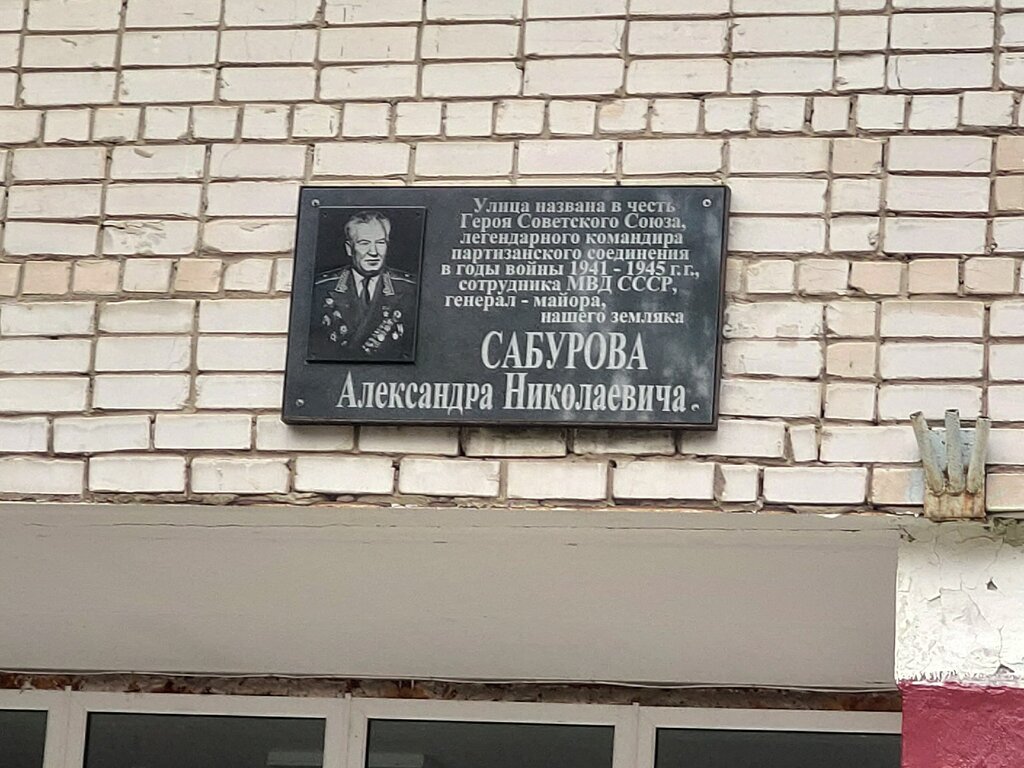 Улица названа в честь
Героя Советского Союза,
легендарного командира
партизанского соединения
в годы войны 1941 - 1945 г.г.,
сотрудника МВД СССР,
генерал - майора,
нашего земляка
САБУРОВА
Александра Николаевича